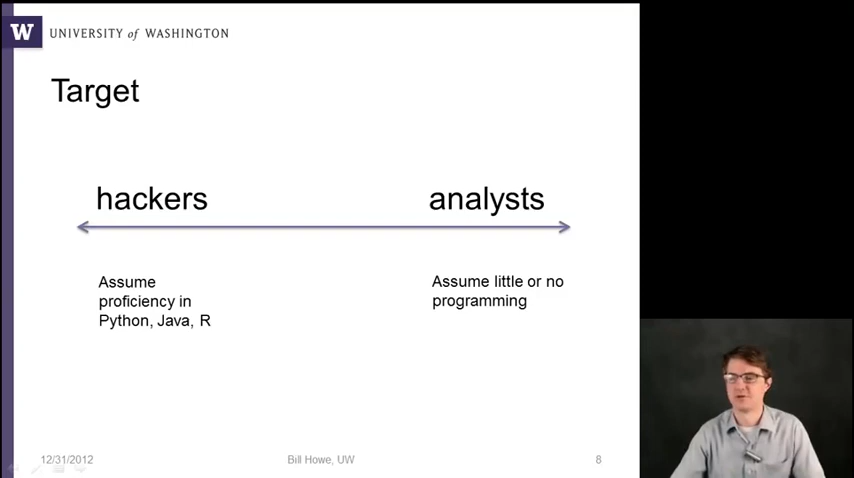 W UNIVERSITY of WASHINGTON
Target
hackers analysts
Assume
proficiency in
Python, Java, R
Assume little or no
programming
12/31/2012 Bill Howe, UW 8